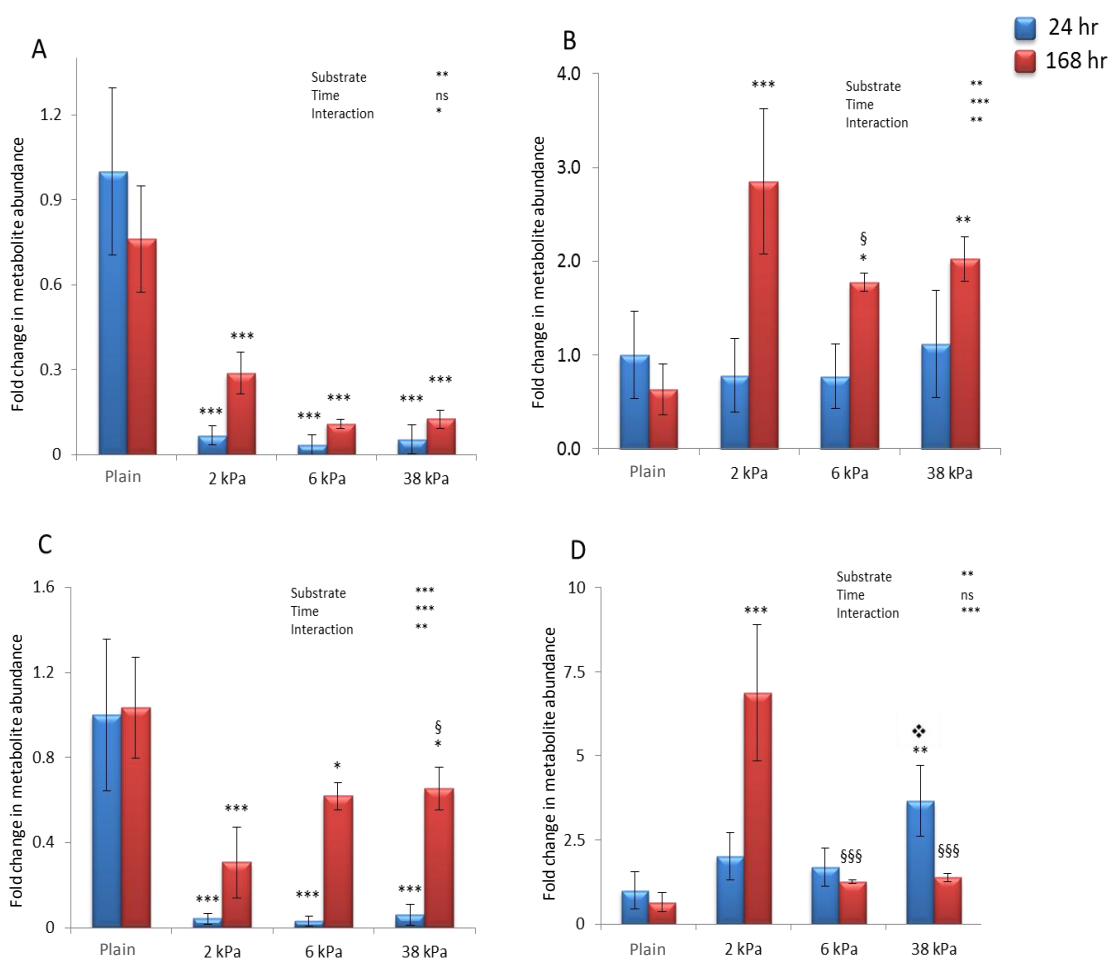 24 hr
168 hr
A
Substrate **
Time ns
Interaction *
Fold change in metabolite abundance
1.2
0.9
0.6
0.3
0
***
***
***
***
***
***
Plain 2 kPa 6 kPa 38 kPa
B
Substrate **
Time ***
Interaction **
Fold change in metabolite abundance
4.0
3.0
2.0
1.0
0.0
***
§
*
**
Plain 2 kPa 6 kPa 38 kPa
C
Substrate ***
Time ***
Interaction **
Fold change in metabolite abundance
1.6
1.2
0.8
0.4
0
***
***
***
*
***
§
*
Plain 2 kPa 6 kPa 38 kPa
D
Substrate **
Time ns
Interaction ***
Fold change in metabolite abundance
10
7.5
5
2.5
0
***
§§§
❖
**
§§§
Plain 2 kPa 6 kPa 38 kPa